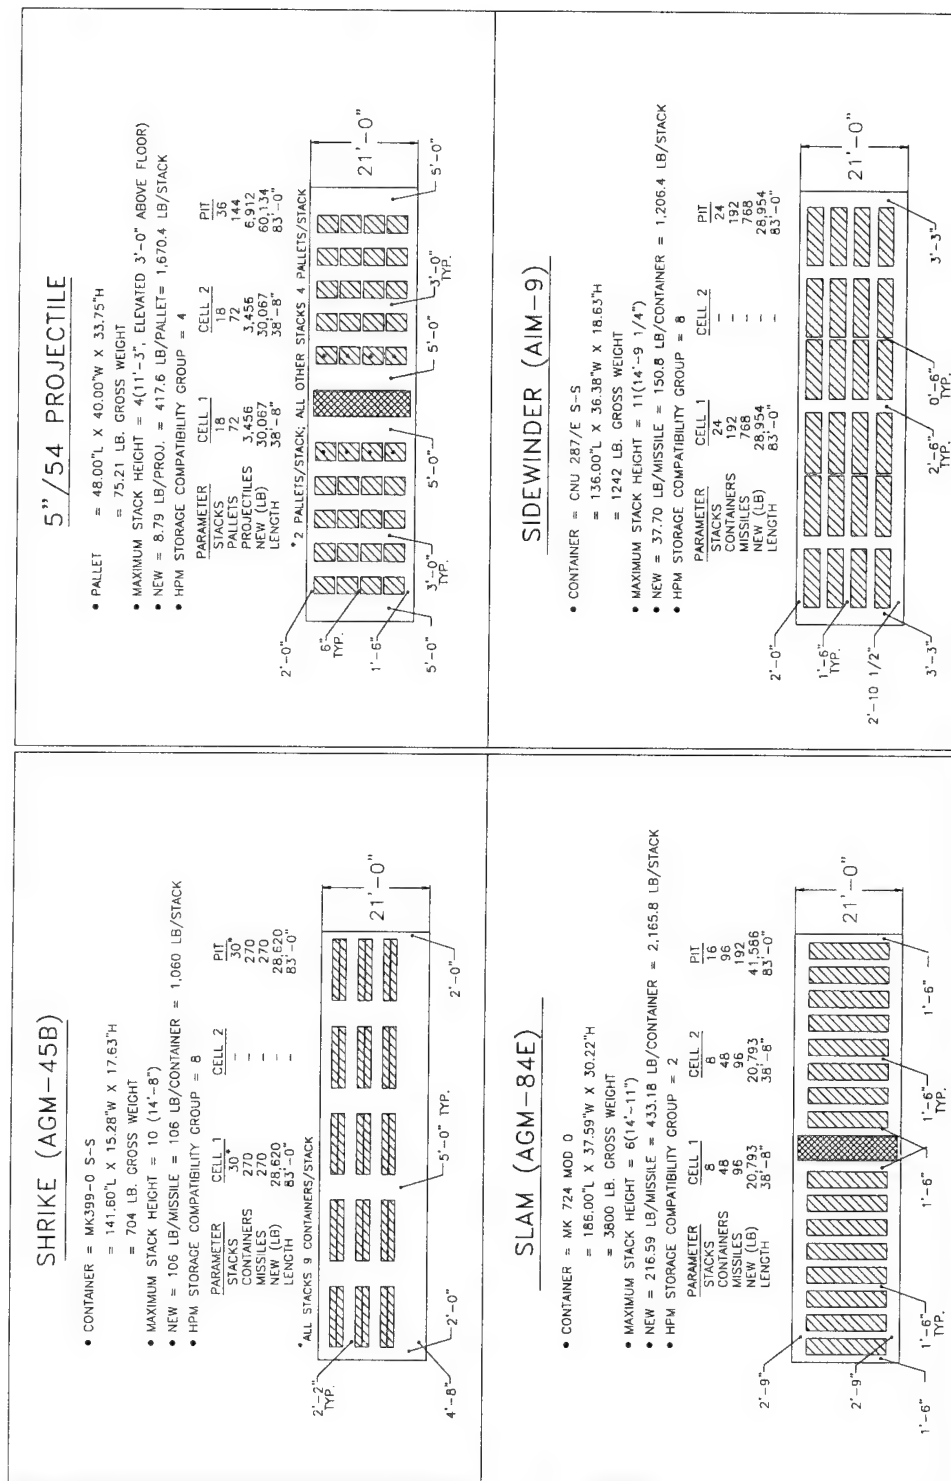 SHRIKE (AGM-45B)
• CONTAINER = MK399-0 S-S
= 141.60"L X 15.28"W X 17.63"H
= 704 LB. GROSS WEIGHT
• MAXIMUM STACK HEIGHT = 10 (14'-8")
• NEW = 106 LB/MISSILE = 106 LB/CONTAINER = 1,060 LB/STACK
• HPM STORAGE COMPATIBILITY GROUP = 8
PARAMETER CELL 1 CELL 2 PIT
STACKS 30* – 30*
CONTAINERS 270 – 270
MISSILES 270 – 270
NEW (LB) 28,620 – 28,620
LENGTH 83'-0" – 83'-0"
*ALL STACKS 9 CONTAINERS/STACK
2'-2" TYP.
21'-0"
4'-8"
2'-0"
5'-0" TYP.
2'-0"
5"/54 PROJECTILE
• PALLET = 48.00"L X 40.00"W X 33.75"H
= 75.21 LB. GROSS WEIGHT
• MAXIMUM STACK HEIGHT = 4(11'-3", ELEVATED 3'-0" ABOVE FLOOR)
• NEW = 8.79 LB/PROJ. = 417.6 LB/PALLET= 1,670.4 LB/STACK
• HPM STORAGE COMPATIBILITY GROUP = 4
PARAMETER CELL 1 CELL 2 PIT
STACKS 18 18 36
PALLETS 72 72 144
PROJECTILES 3,456 3,456 6,912
NEW (LB) 30,067 30,067 60,134
LENGTH 38'-8" 38'-8" 83'-0"
*2 PALLETS/STACK; ALL OTHER STACKS 4 PALLETS/STACK
2'-0"
6" TYP.
1'-6"
21'-0"
5'-0"
3'-0" TYP.
5'-0"
5'-0"
3'-0" TYP.
5'-0"
SLAM (AGM-84E)
• CONTAINER = MK 724 MOD 0
= 186.00"L X 37.59"W X 30.22"H
= 3800 LB. GROSS WEIGHT
• MAXIMUM STACK HEIGHT = 6(14'-11")
• NEW = 216.59 LB/MISSILE = 433.18 LB/CONTAINER = 2,165.8 LB/STACK
• HPM STORAGE COMPATIBILITY GROUP = 2
PARAMETER CELL 1 CELL 2 PIT
STACKS 8 8 16
CONTAINERS 48 48 96
MISSILES 96 96 192
NEW (LB) 20,793 20,793 41,586
LENGTH 38'-8" 38'-6" 83'-0"
2'-9"
21'-0"
2'-9"
1'-6"
1'-6" TYP.
1'-6"
1'-6" TYP.
1'-6"
SIDEWINDER (AIM-9)
• CONTAINER = CNU 287/E S-S
= 136.00"L X 36.38"W X 18.63"H
= 1242 LB. GROSS WEIGHT
• MAXIMUM STACK HEIGHT = 11(14'-9 1/4")
• NEW = 37.70 LB/MISSILE = 150.8 LB/CONTAINER = 1,206.4 LB/STACK
• HPM STORAGE COMPATIBILITY GROUP = 8
PARAMETER CELL 1 CELL 2 PIT
STACKS 24 – 24
CONTAINERS 192 – 192
MISSILES 768 – 768
NEW (LB) 28,954 – 28,954
LENGTH 83'-0" – 83'-0"
2'-0"
1'-6" TYP.
21'-0"
2'-10 1/2"
3'-3"
2'-6" TYP.
0'-6" TYP.
3'-3"